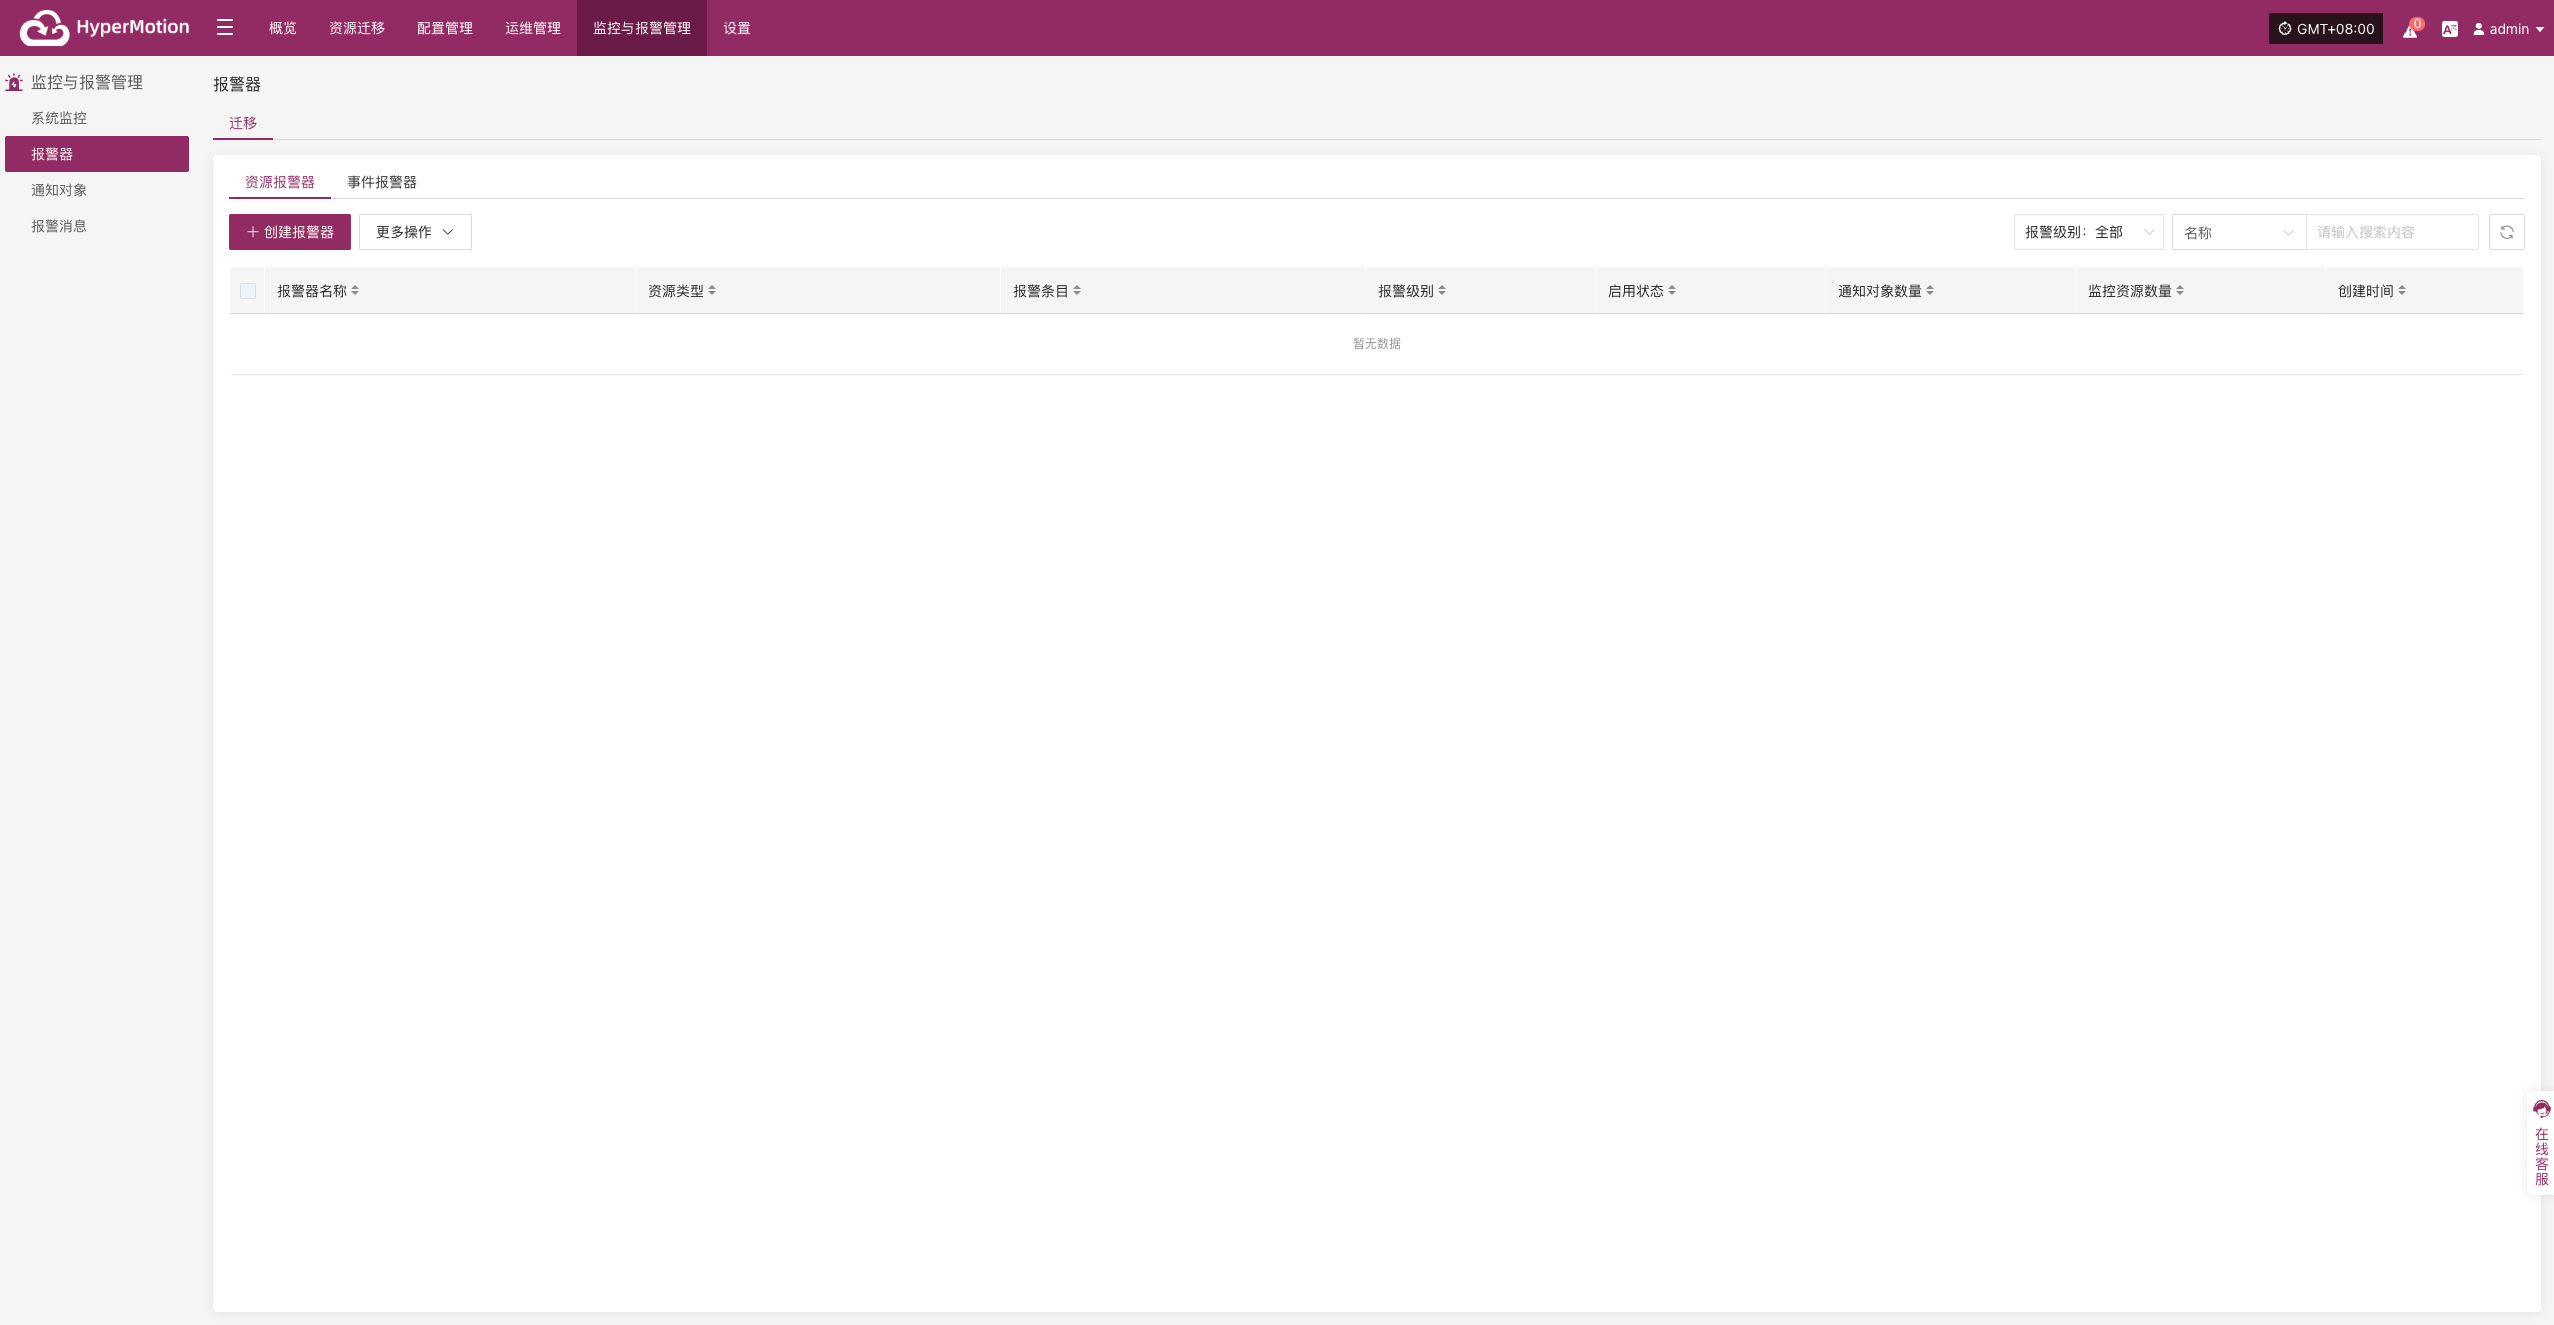 HyperMotion 概览 资源迁移 配置管理 运维管理 监控与报警管理 设置 GMT+08:00 0 admin
监控与报警管理
系统监控
报警器
通知对象
报警消息
报警器
迁移
资源报警器 事件报警器
创建报警器 更多操作 报警级别：全部 名称 请输入搜索内容
报警器名称 资源类型 报警条目 报警级别 启用状态 通知对象数量 监控资源数量 创建时间
暂无数据
在线客服